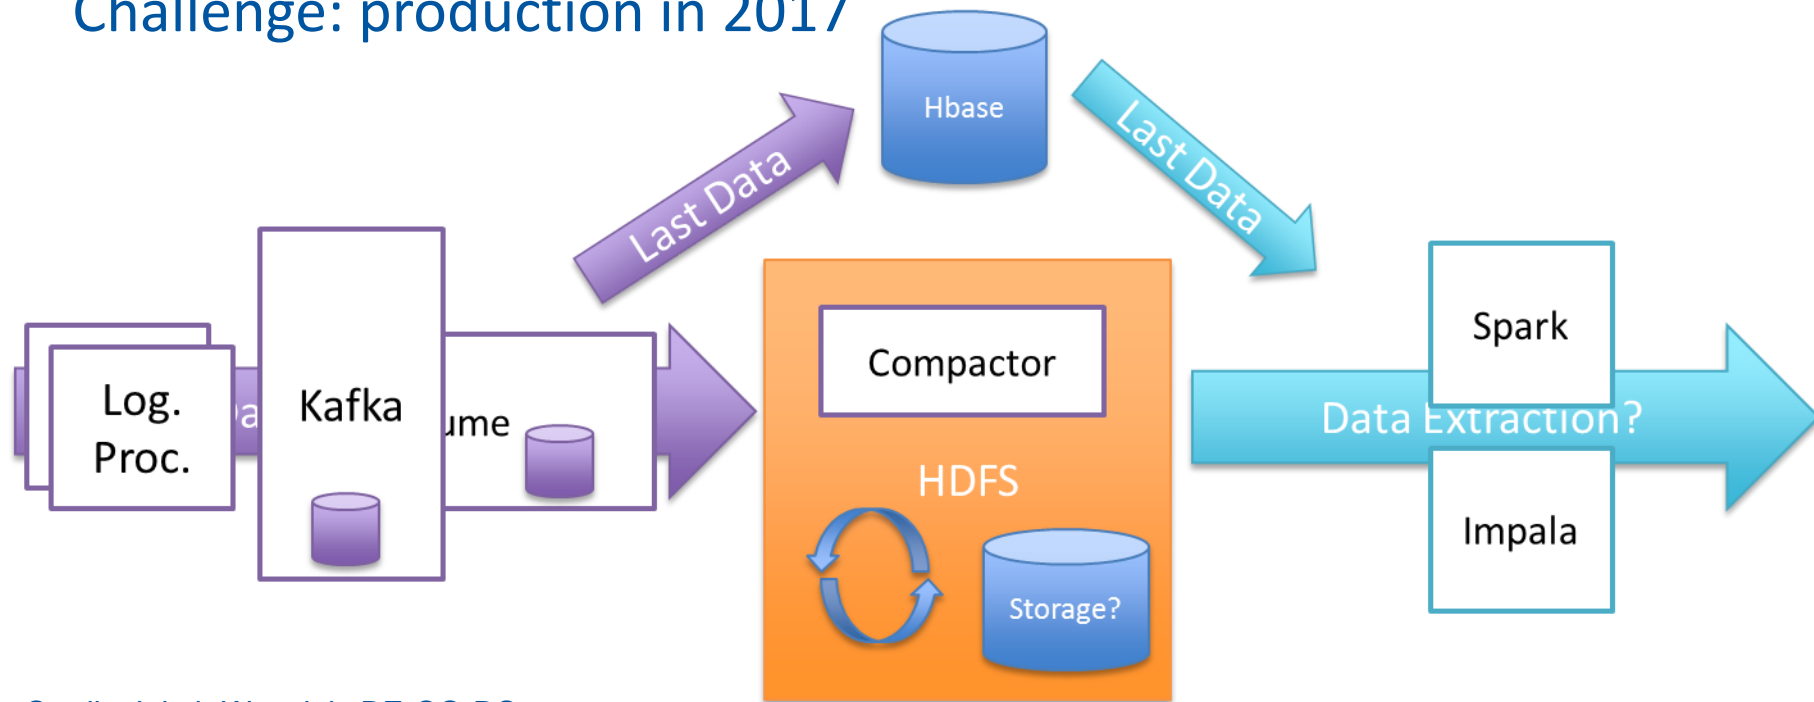 Challenge: production in 2017
Hbase
Last Data
Last Data
Log.
Proc.
Kafka
Compactor
HDFS
Storage?
Spark
Data Extraction?
Impala